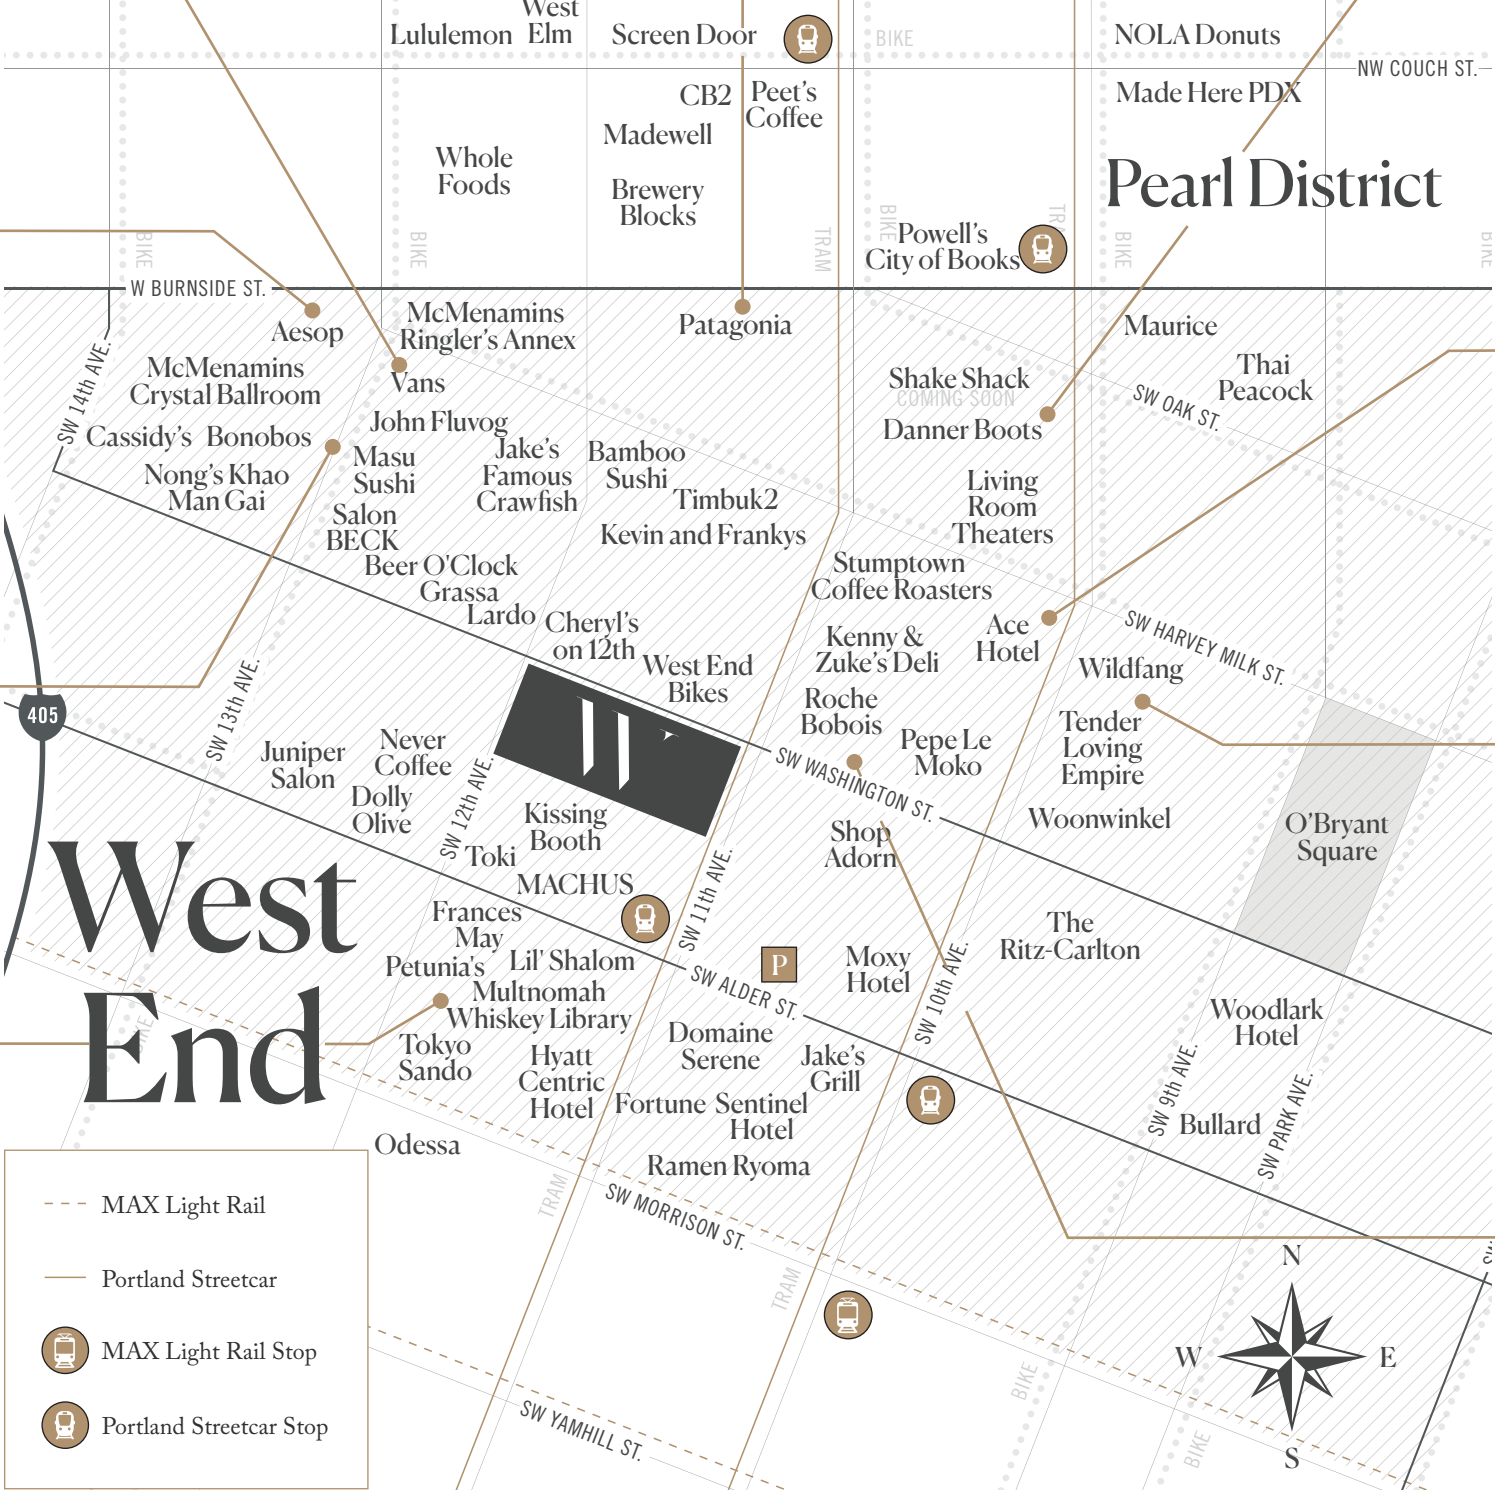 West
Elm
Lululemon
Screen Door
BIKE
NOLA Donuts
NW COUCH ST.
CB2
Peet's
Coffee
Made Here PDX
Madewell
Whole
Foods
Brewery
Blocks
Pearl District
BIKE
BIKE
TRAM
BIKE
Powell's
City of Books
BIKE
W BURNSIDE ST.
Aesop
McMenamins
Ringler's Annex
Patagonia
Maurice
McMenamins
Crystal Ballroom
Vans
Shake Shack
COMING SOON
Danner Boots
Thai
Peacock
SW OAK ST.
SW 14th AVE.
Cassidy's
Bonobos
John Fluvog
Nong's Khao
Man Gai
Masu
Sushi
Jake's
Famous
Crawfish
Bamboo
Sushi
Timbuk2
Kevin and Frankys
Living
Room
Theaters
Salon
BECK
Beer O'Clock
Grassa
Lardo
Cheryl's
on 12th
West End
Bikes
Stumptown
Coffee Roasters
Kenny &
Zuke's Deli
Ace
Hotel
SW HARVEY MILK ST.
Wildfang
Roche
Bobois
Pepe Le
Moko
Tender
Loving
Empire
Woonwinkel
O'Bryant
Square
405
SW 13th AVE.
Juniper
Salon
Never
Coffee
Dolly
Olive
SW 12th AVE.
SW WASHINGTON ST.
Kissing
Booth
Toki
MACHUS
Shop
Adorn
SW 11th AVE.
West
End
Frances
May
Petunia's
Lil' Shalom
Multnomah
Whiskey Library
Tokyo
Sando
P
SW ALDER ST.
Moxy
Hotel
SW 10th AVE.
The
Ritz-Carlton
Woodlark
Hotel
BIKE
Hyatt
Centric
Hotel
Domaine
Serene
Jake's
Grill
Fortune
Sentinel
Hotel
Ramen Ryoma
SW 9th AVE.
Bullard
SW PARK AVE.
Odessa
TRAM
SW MORRISON ST.
TRAM
MAX Light Rail
Portland Streetcar
MAX Light Rail Stop
Portland Streetcar Stop
SW YAMHILL ST.
BIKE
BIKE
N
W
E
S